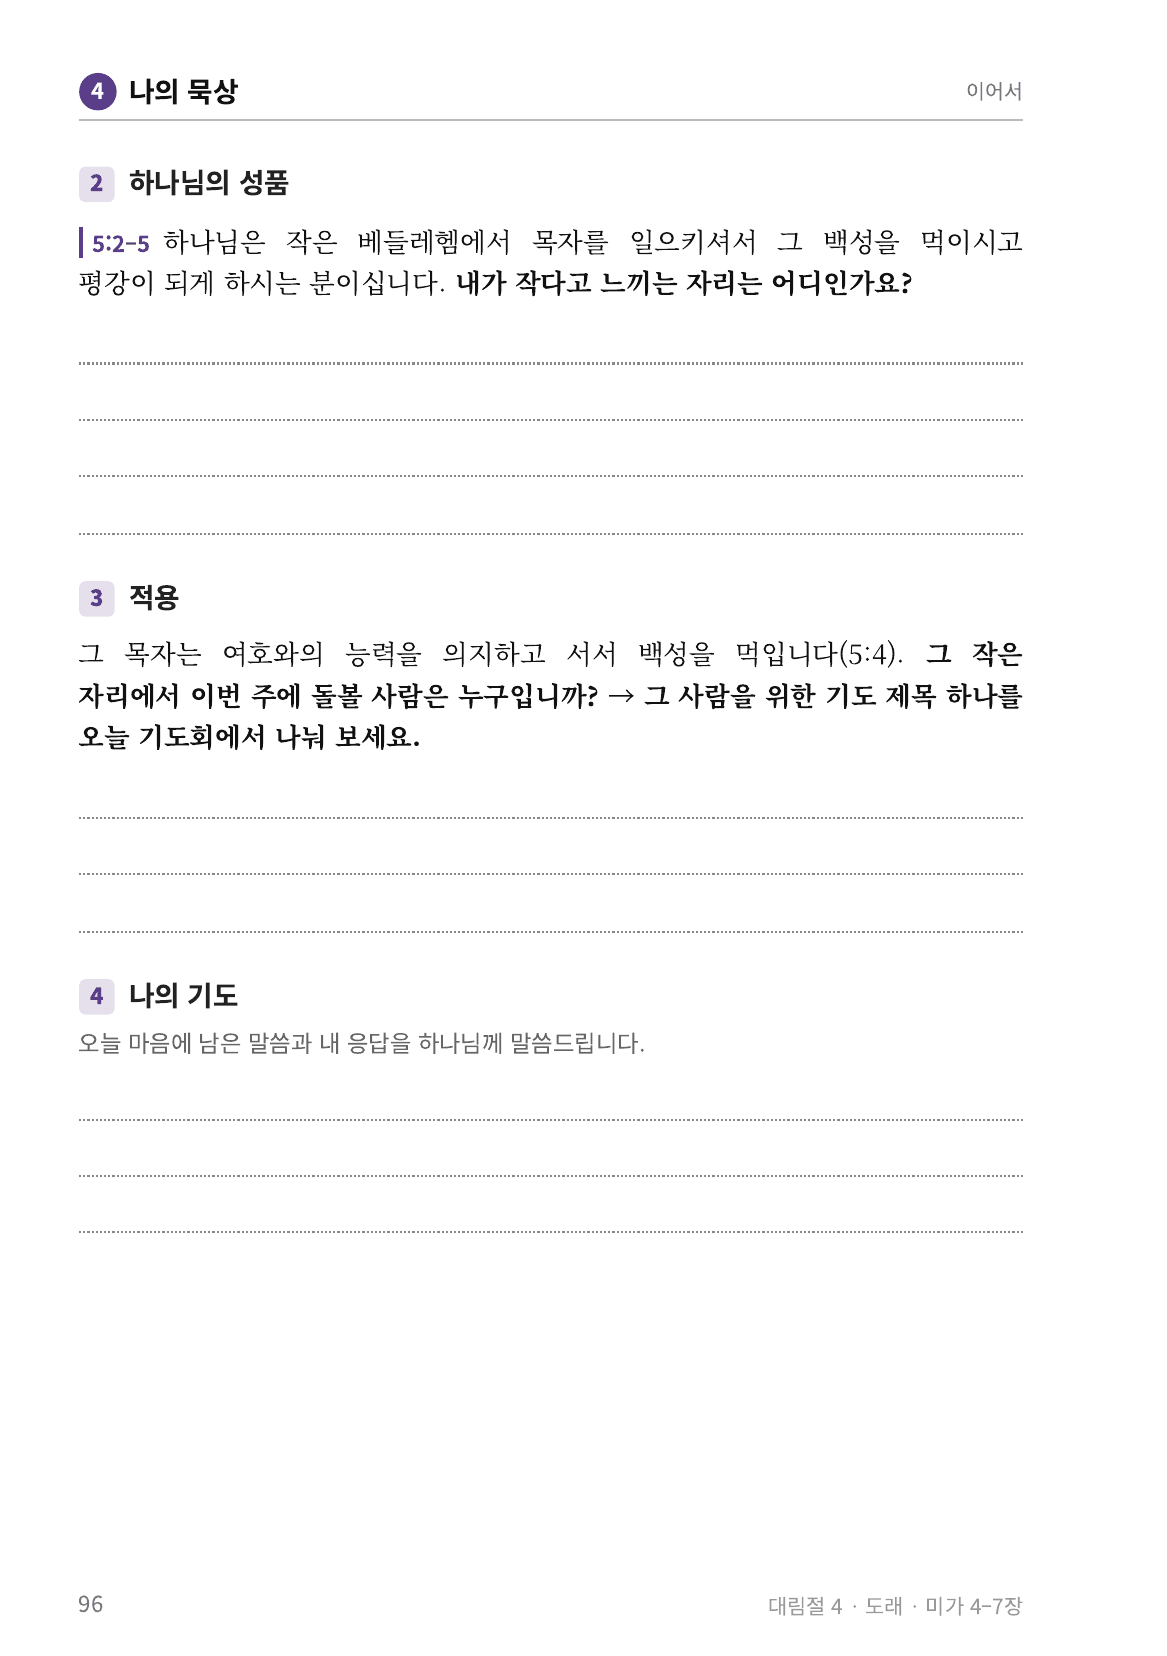 4 나의 묵상 이어서
2 하나님의 성품
5:2–5 하나님은 작은 베들레헴에서 목자를 일으키셔서 그 백성을 먹이시고
평강이 되게 하시는 분이십니다. 내가 작다고 느끼는 자리는 어디인가요?
3 적용
그 목자는 여호와의 능력을 의지하고 서서 백성을 먹입니다(5:4). 그 작은
자리에서 이번 주에 돌볼 사람은 누구입니까? → 그 사람을 위한 기도 제목 하나를
오늘 기도회에서 나눠 보세요.
4 나의 기도
오늘 마음에 남은 말씀과 내 응답을 하나님께 말씀드립니다.
96 대림절 4 · 도래 · 미가 4–7장